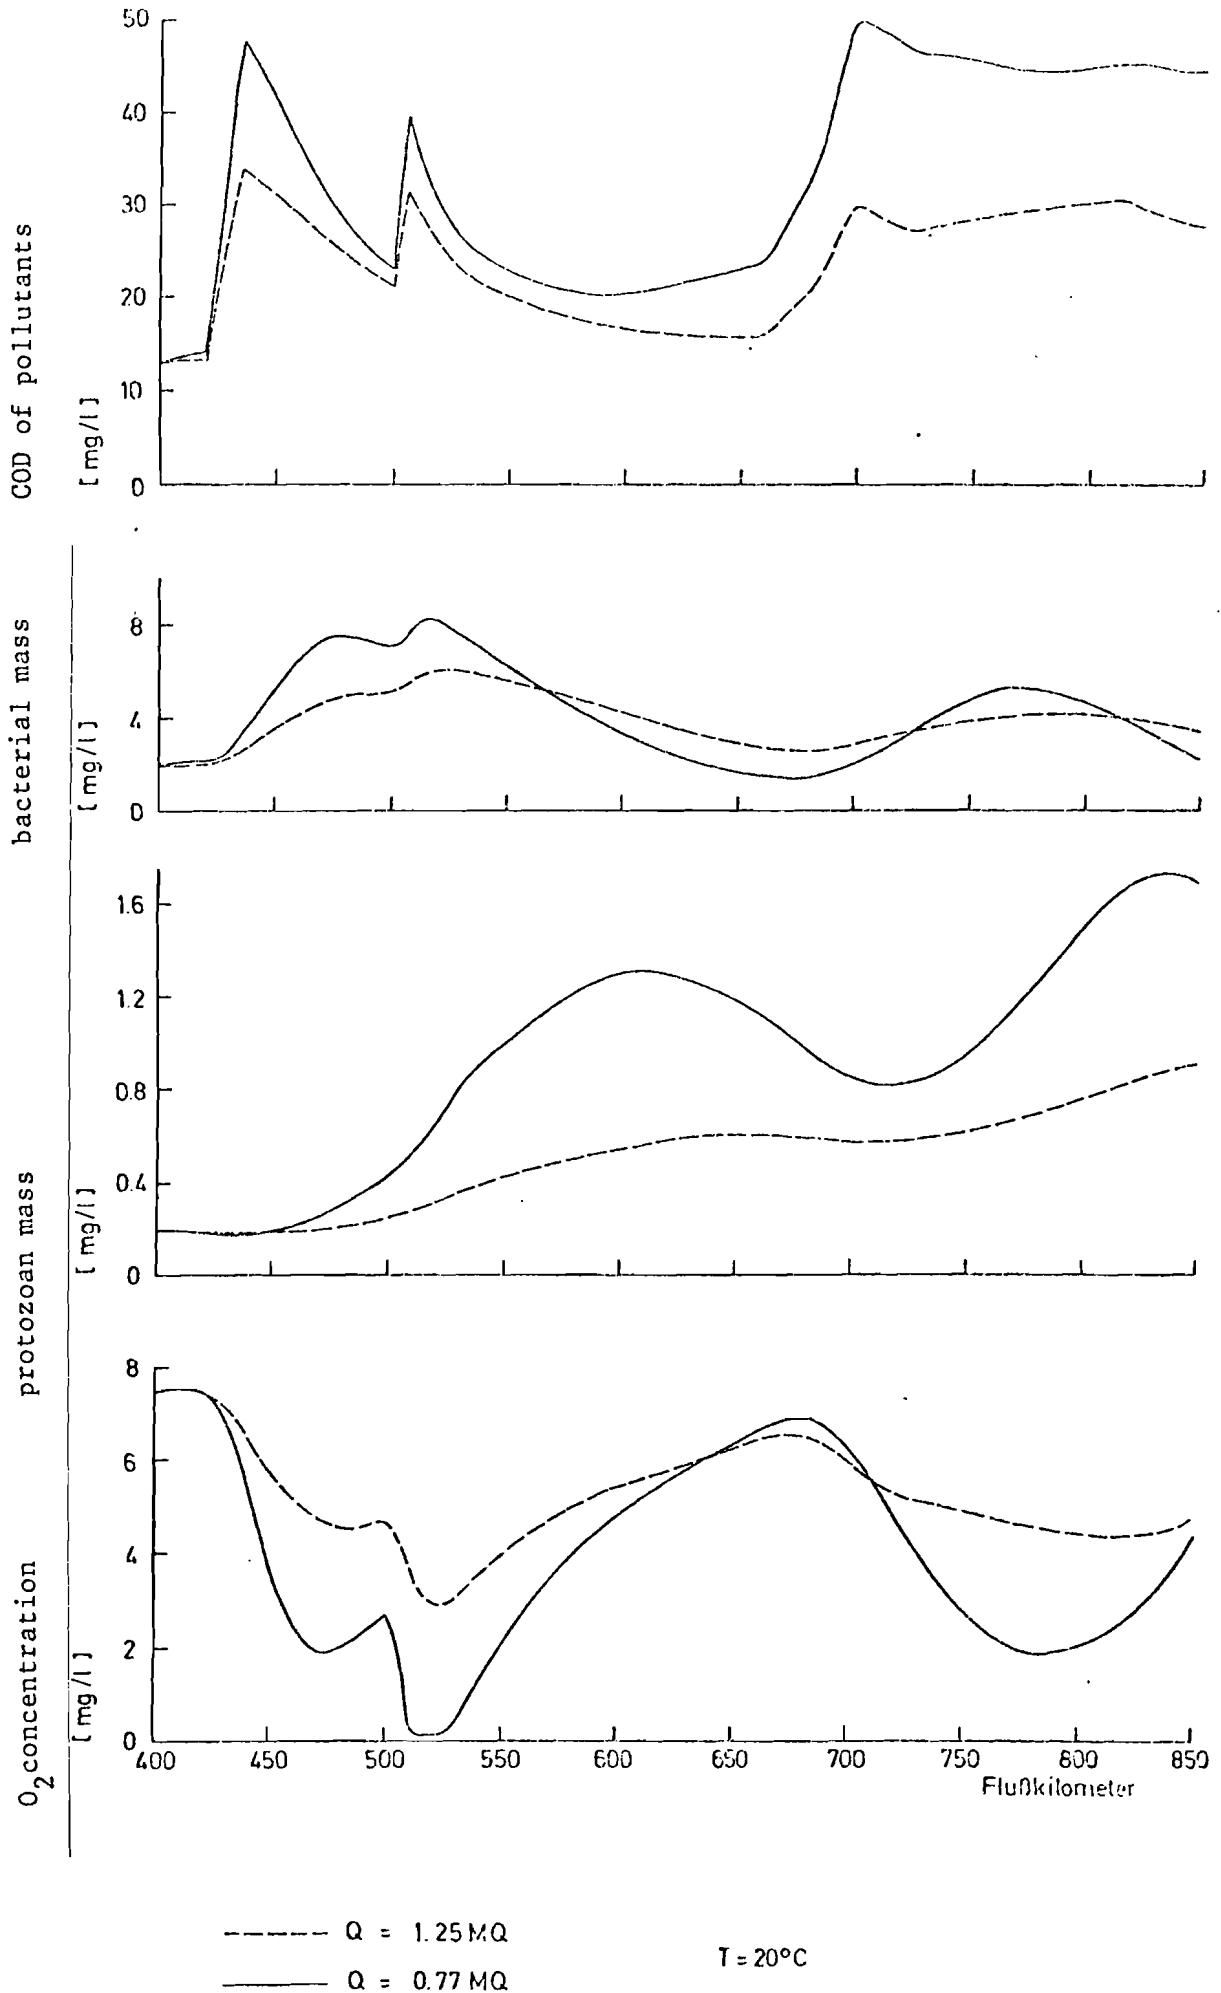 COD of pollutants
[mg/l]
50
40
30
20
10
0
bacterial mass
[mg/l]
8
4
0
protozoan mass
[mg/l]
1.6
1.2
0.8
0.4
0
O2 concentration
[mg/l]
8
6
4
2
0
400 450 500 550 600 650 700 750 800 850
Flußkilometer
Q = 1.25 MQ
T = 20°C
Q = 0.77 MQ